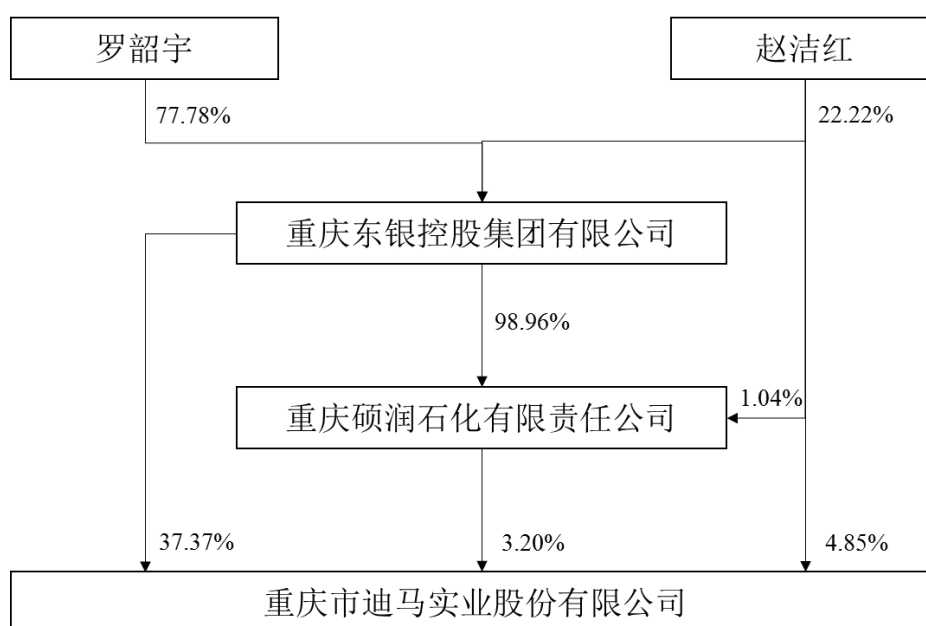 罗韶宇
赵洁红
77.78%
22.22%
重庆东银控股集团有限公司
98.96%
1.04%
重庆硕润石化有限责任公司
37.37%
3.20%
4.85%
重庆市迪马实业股份有限公司